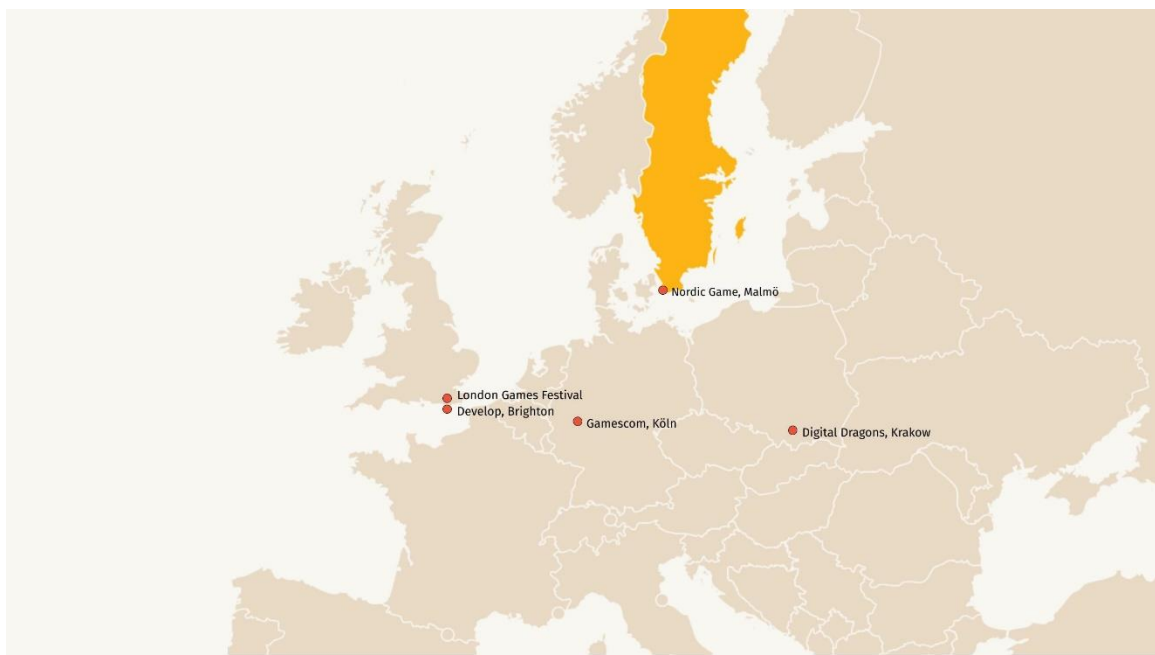 Nordic Game, Malmö
London Games Festival
Develop, Brighton
Gamescom, Köln
Digital Dragons, Krakow